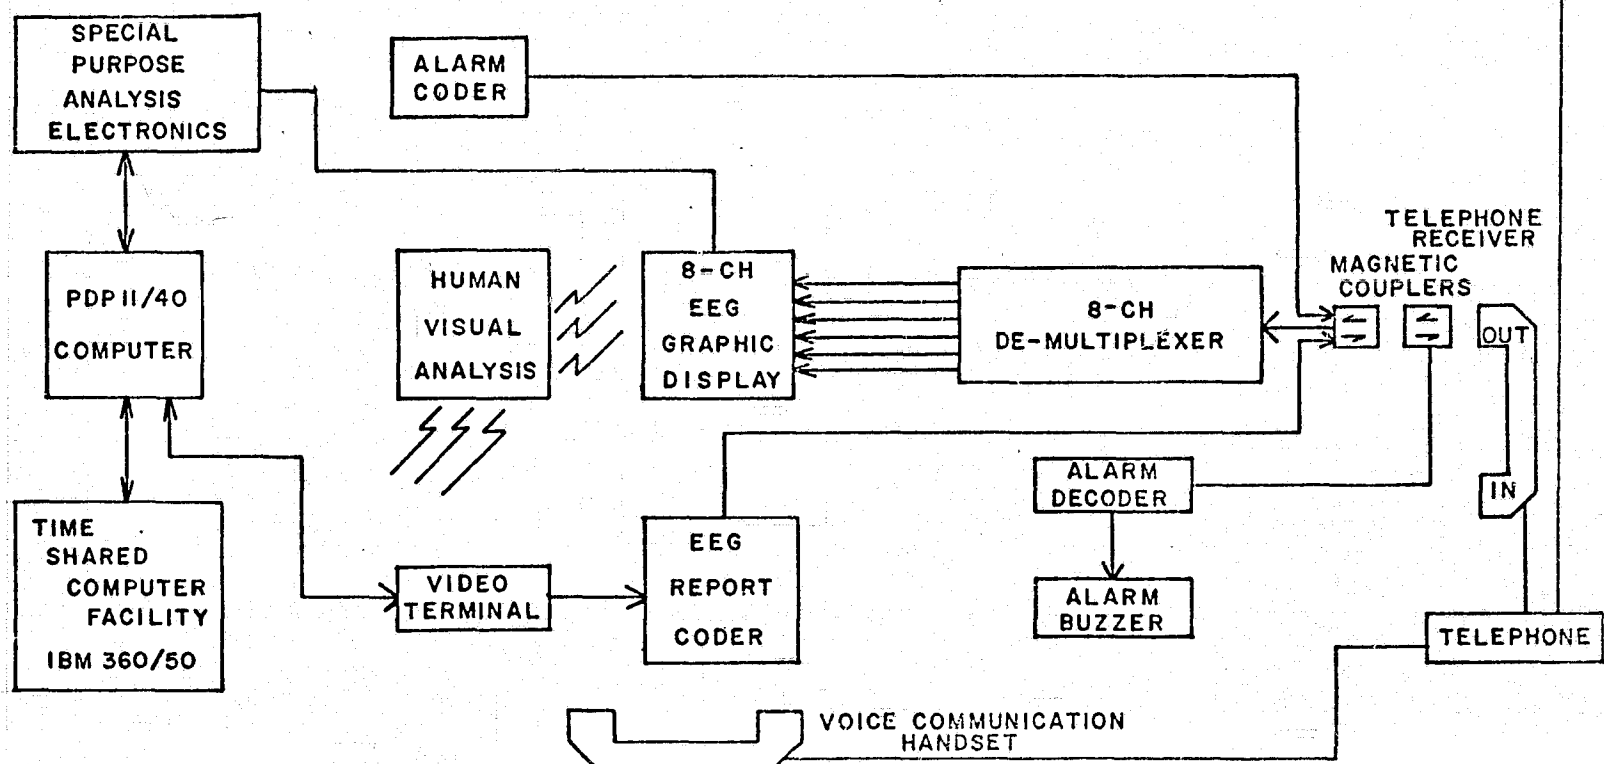 SPECIAL
PURPOSE
ANALYSIS
ELECTRONICS
ALARM
CODER
TELEPHONE
RECEIVER
MAGNETIC
COUPLERS
PDP 11/40
COMPUTER
HUMAN
VISUAL
ANALYSIS
8-CH
EEG
GRAPHIC
DISPLAY
8-CH
DE-MULTIPLEXER
OUT
IN
ALARM
DECODER
TIME
SHARED
COMPUTER
FACILITY
IBM 360/50
VIDEO
TERMINAL
EEG
REPORT
CODER
ALARM
BUZZER
TELEPHONE
VOICE COMMUNICATION
HANDSET